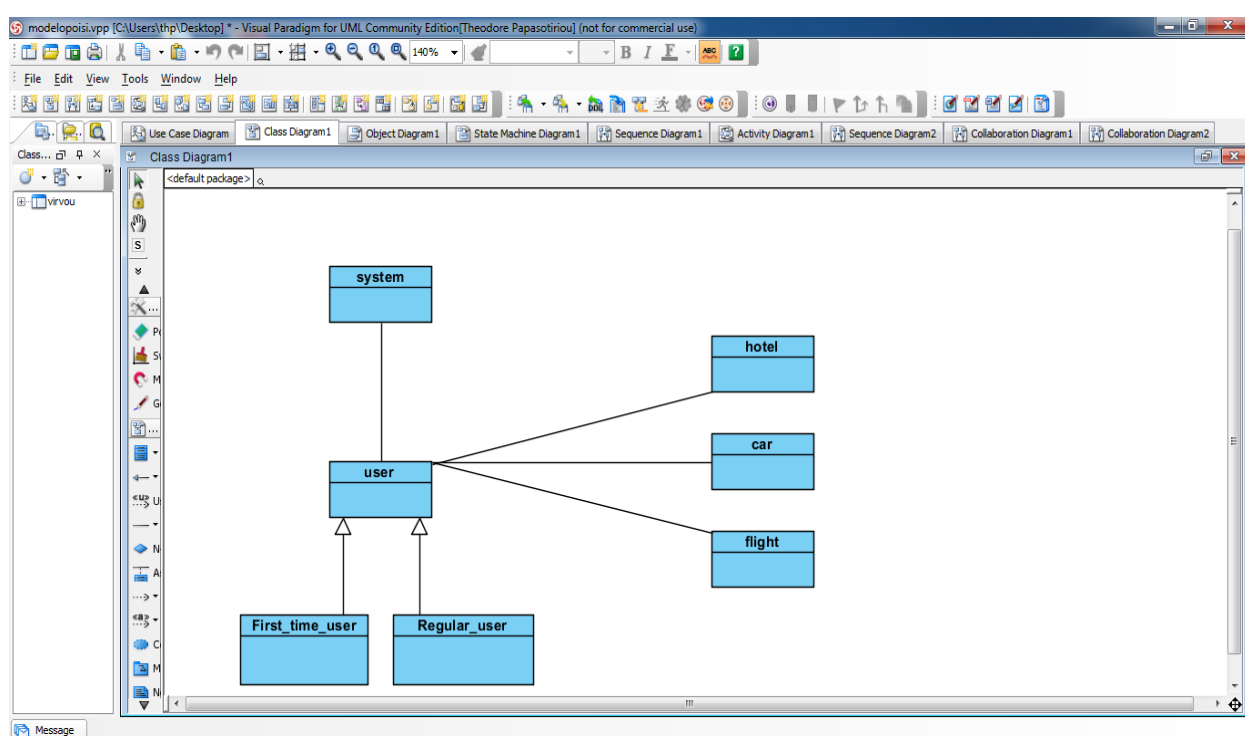 modelopoisi.vpp [C:\Users\thp\Desktop] * - Visual Paradigm for UML Community Edition[Theodore Papasotiriou] (not for commercial use)
140% B I F ABC
File Edit View Tools Window Help
DDL
Use Case Diagram Class Diagram1 Object Diagram1 State Machine Diagram1 Sequence Diagram1 Activity Diagram1 Sequence Diagram2 Collaboration Diagram1 Collaboration Diagram2
Class...
Class Diagram1
<default package>
virvou
S
system
hotel
car
user
flight
First_time_user
Regular_user
Message